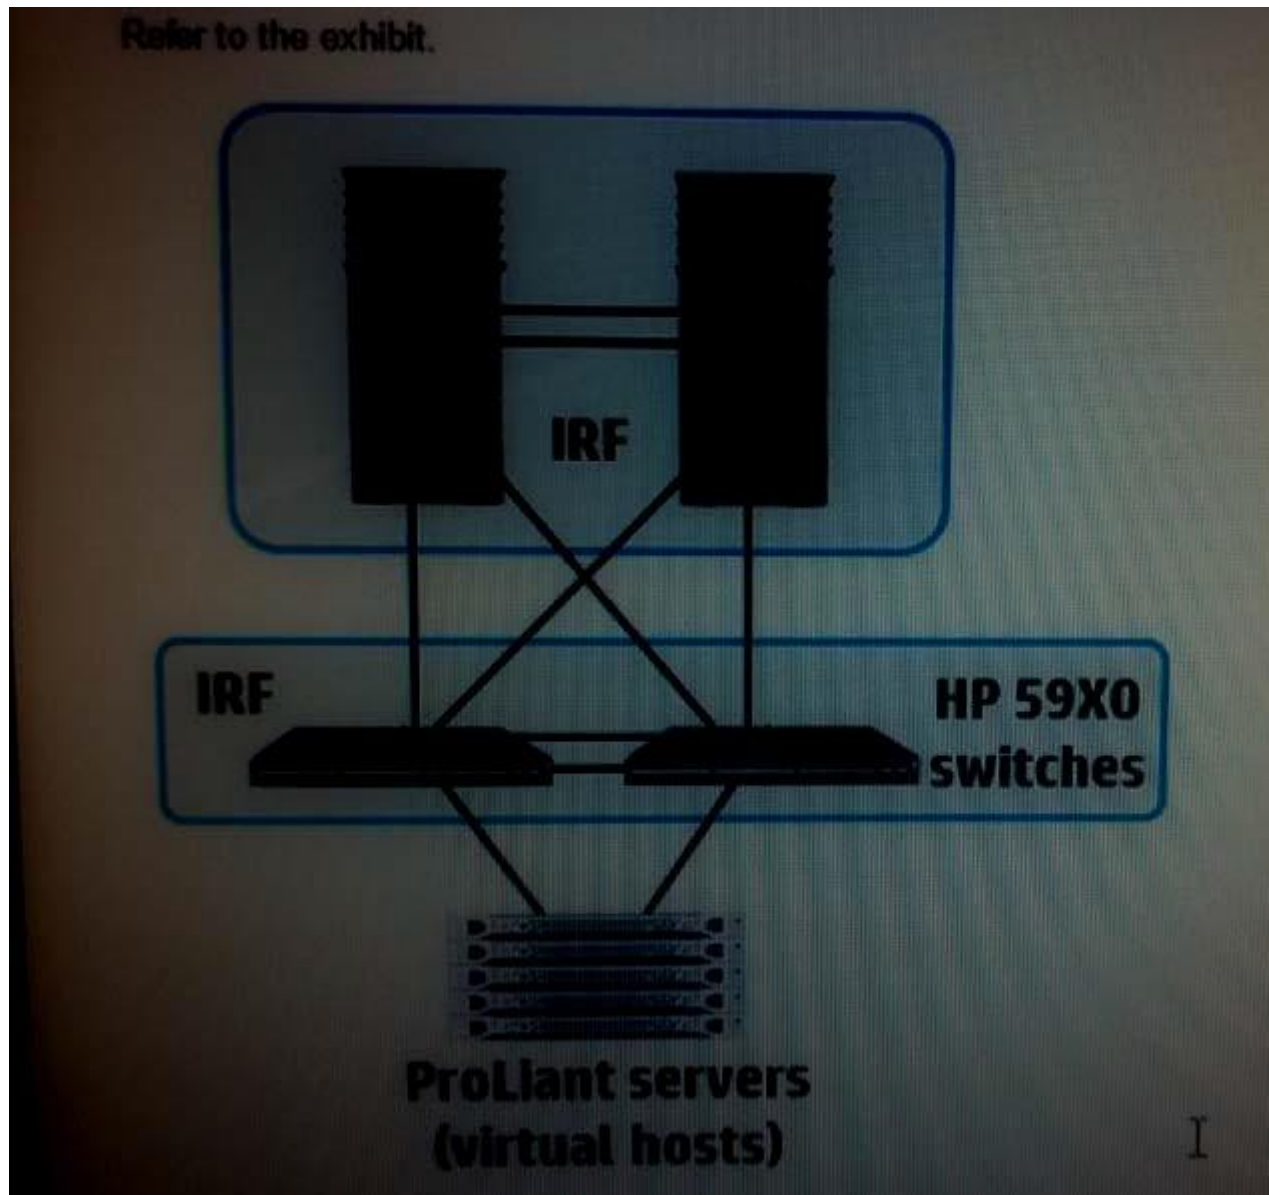 Refer to the exhibit.
IRF
IRF
HP 59X0
switches
ProLiant servers
(virtual hosts)